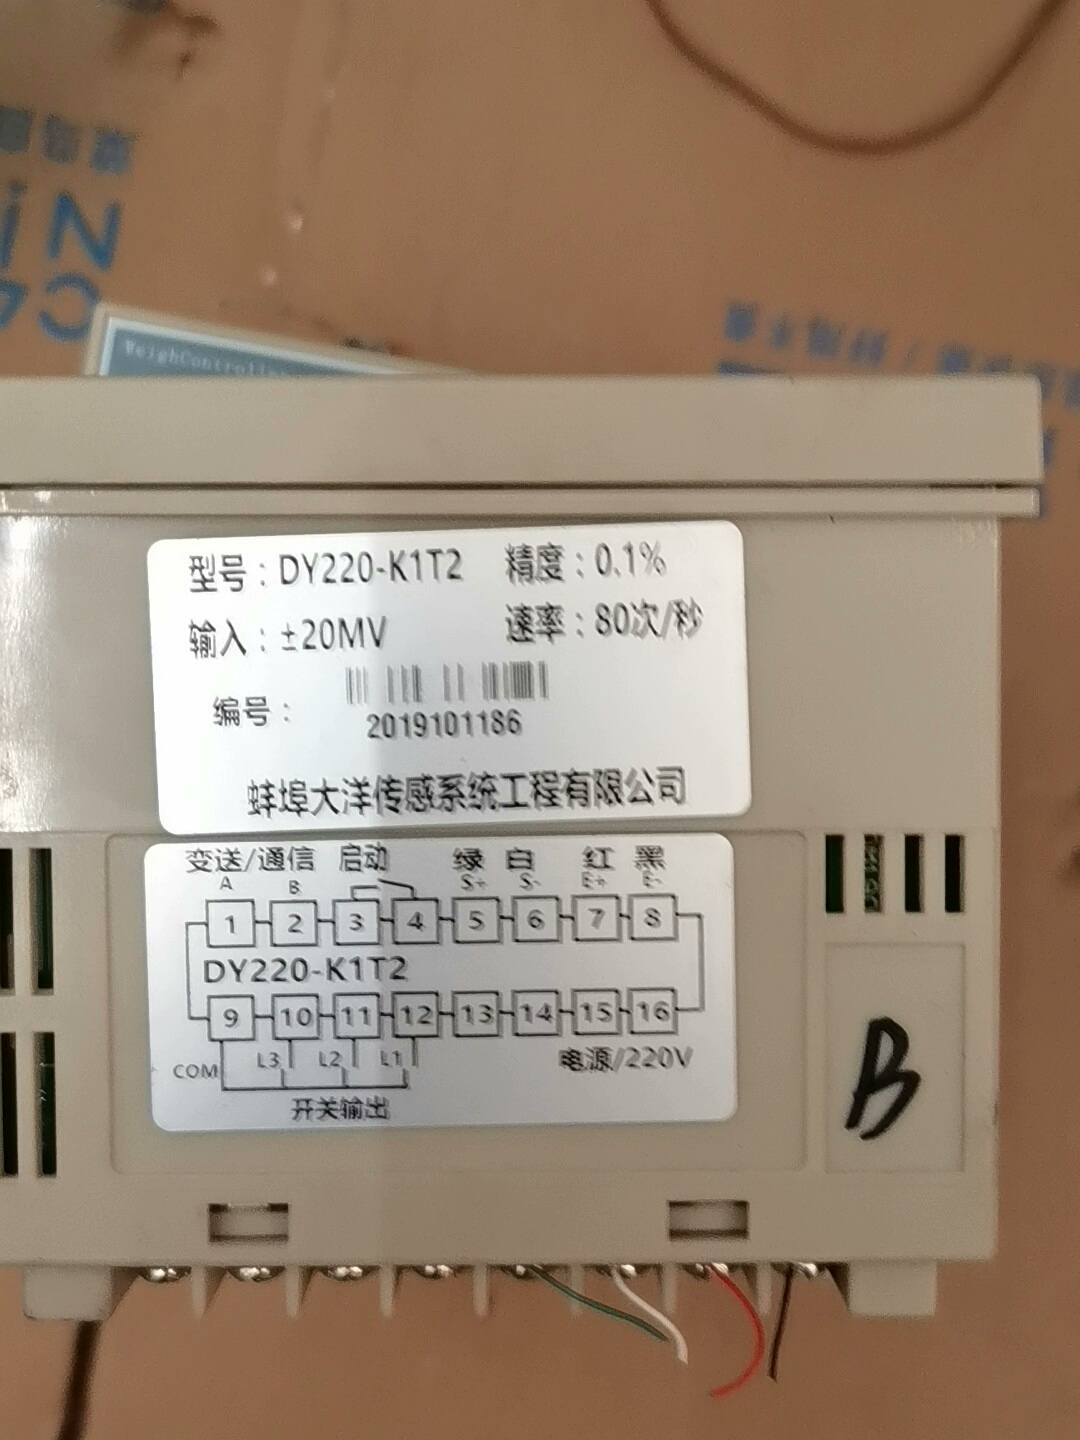 WeighControll
型号：DY220-K1T2 精度：0.1%
输入：±20MV 速率：80次/秒
编号：
2019101186
蚌埠大洋传感系统工程有限公司
变送/通信 启动 绿 白 红 黑
A B S+ S- E+ E-
1 2 3 4 5 6 7 8
DY220-K1T2
9 10 11 12 13 14 15 16
COM L3 L2 L1 电源/220V
开关输出
B